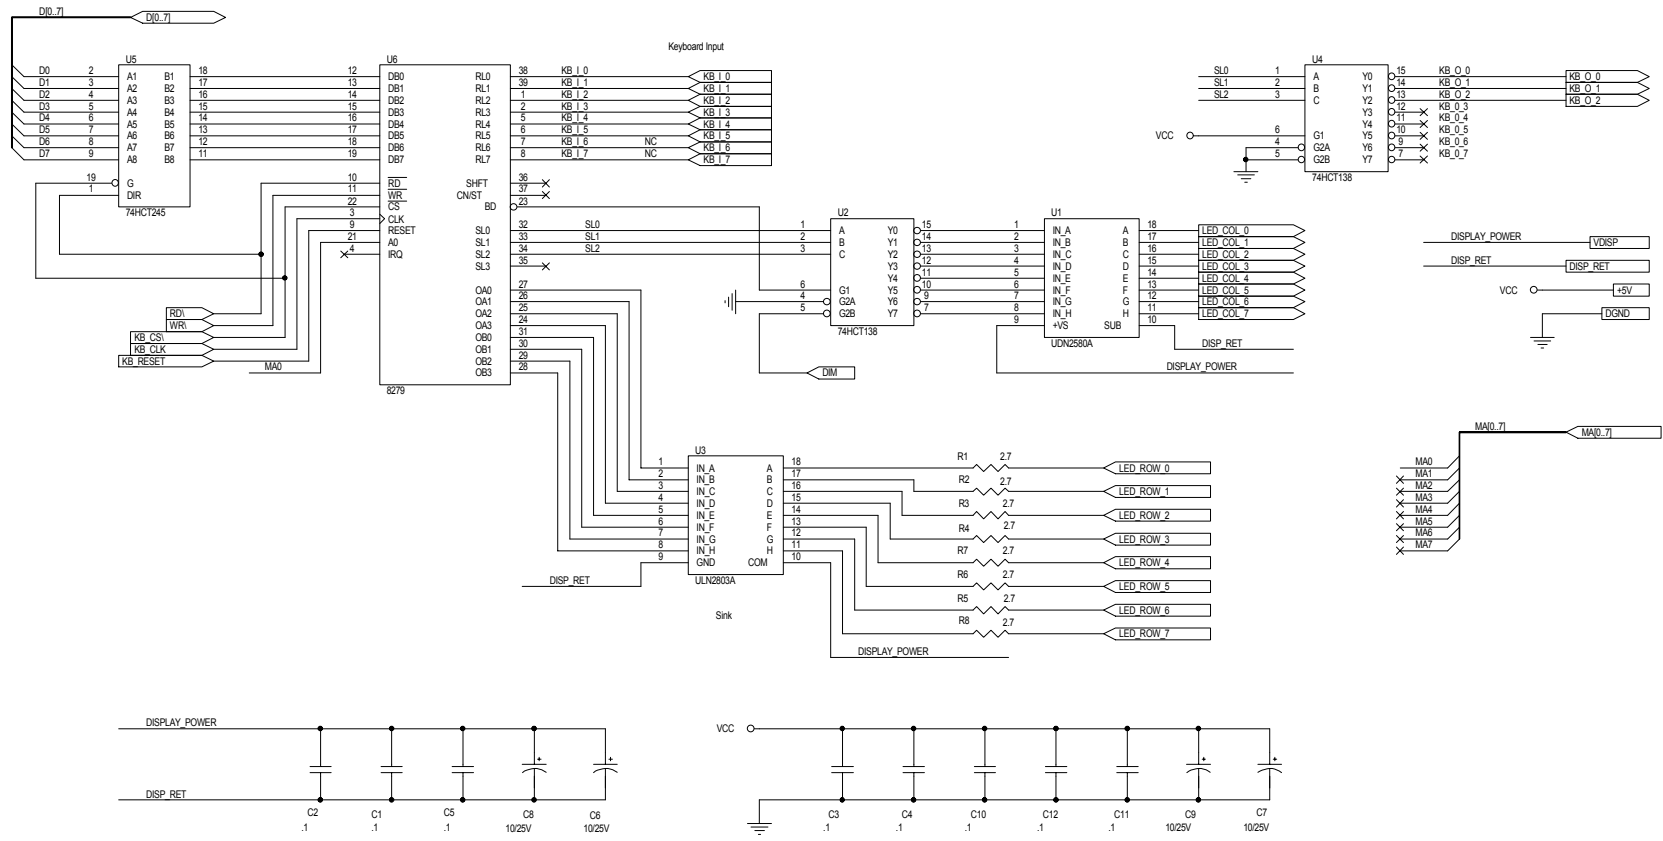 D[0..7]
D[0..7]
Keyboard Input
U5
D0 2 A1 B1 18
D1 3 A2 B2 17
D2 4 A3 B3 16
D3 5 A4 B4 15
D4 6 A5 B5 14
D5 7 A6 B6 13
D6 8 A7 B7 12
D7 9 A8 B8 11
19 G
1 DIR
74HCT245
U6
12 DB0 RL0 38 KB_I_0 KB_I_0
13 DB1 RL1 39 KB_I_1 KB_I_1
14 DB2 RL2 1 KB_I_2 KB_I_2
15 DB3 RL3 2 KB_I_3 KB_I_3
16 DB4 RL4 5 KB_I_4 KB_I_4
17 DB5 RL5 6 KB_I_5 KB_I_5
18 DB6 RL6 7 KB_I_6 NC KB_I_6
19 DB7 RL7 8 KB_I_7 NC KB_I_7
10 RD SHFT 36
11 WR CN/ST 37
22 CS BD 23
3 CLK
9 RESET SL0 32 SL0
21 A0 SL1 33 SL1
4 IRQ SL2 34 SL2
SL3 35
OA0 27
OA1 26
OA2 25
OA3 24
OB0 31
OB1 30
OB2 29
OB3 28
8279
RD\
WR\
KB_CS\
KB_CLK
KB_RESET
MA0
U4
SL0 1 A Y0 15 KB_O_0 KB_O_0
SL1 2 B Y1 14 KB_O_1 KB_O_1
SL2 3 C Y2 13 KB_O_2 KB_O_2
Y3 12 KB_0_3
Y4 11 KB_0_4
VCC 6 G1 Y5 10 KB_0_5
4 G2A Y6 9 KB_0_6
5 G2B Y7 7 KB_0_7
74HCT138
U2
1 A Y0 15
2 B Y1 14
3 C Y2 13
Y3 12
Y4 11
6 G1 Y5 10
4 G2A Y6 9
5 G2B Y7 7
74HCT138
DIM
U1
1 IN_A A 18 LED_COL_0
2 IN_B B 17 LED_COL_1
3 IN_C C 16 LED_COL_2
4 IN_D D 15 LED_COL_3
5 IN_E E 14 LED_COL_4
6 IN_F F 13 LED_COL_5
7 IN_G G 12 LED_COL_6
8 IN_H H 11 LED_COL_7
9 +VS SUB 10
UDN2580A
DISP_RET
DISPLAY_POWER
DISPLAY_POWER VDISP
DISP_RET DISP_RET
VCC +5V
DGND
MA[0..7] MA[0..7]
MA0
MA1
MA2
MA3
MA4
MA5
MA6
MA7
U3
1 IN_A A 18 R1 2.7 LED_ROW_0
2 IN_B B 17 R2 2.7 LED_ROW_1
3 IN_C C 16 R3 2.7 LED_ROW_2
4 IN_D D 15 R4 2.7 LED_ROW_3
5 IN_E E 14 R7 2.7 LED_ROW_4
6 IN_F F 13 R6 2.7 LED_ROW_5
7 IN_G G 12 R5 2.7 LED_ROW_6
8 IN_H H 11 R8 2.7 LED_ROW_7
9 GND COM 10
DISP_RET
ULN2803A
Sink
DISPLAY_POWER
DISPLAY_POWER
+ +
DISP_RET
C2 C1 C5 C8 C6
.1 .1 .1 10/25V 10/25V
VCC
+ +
C3 C4 C10 C12 C11 C9 C7
.1 .1 .1 .1 .1 10/25V 10/25V